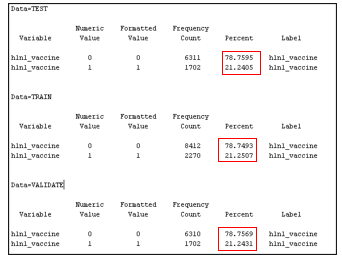 Data=TEST
Numeric Formatted Frequency
Variable Value Value Count Percent Label
h1n1_vaccine 0 0 6311 78.7595 h1n1_vaccine
h1n1_vaccine 1 1 1702 21.2405 h1n1_vaccine
Data=TRAIN
Numeric Formatted Frequency
Variable Value Value Count Percent Label
h1n1_vaccine 0 0 8412 78.7493 h1n1_vaccine
h1n1_vaccine 1 1 2270 21.2507 h1n1_vaccine
Data=VALIDATE
Numeric Formatted Frequency
Variable Value Value Count Percent Label
h1n1_vaccine 0 0 6310 78.7569 h1n1_vaccine
h1n1_vaccine 1 1 1702 21.2431 h1n1_vaccine